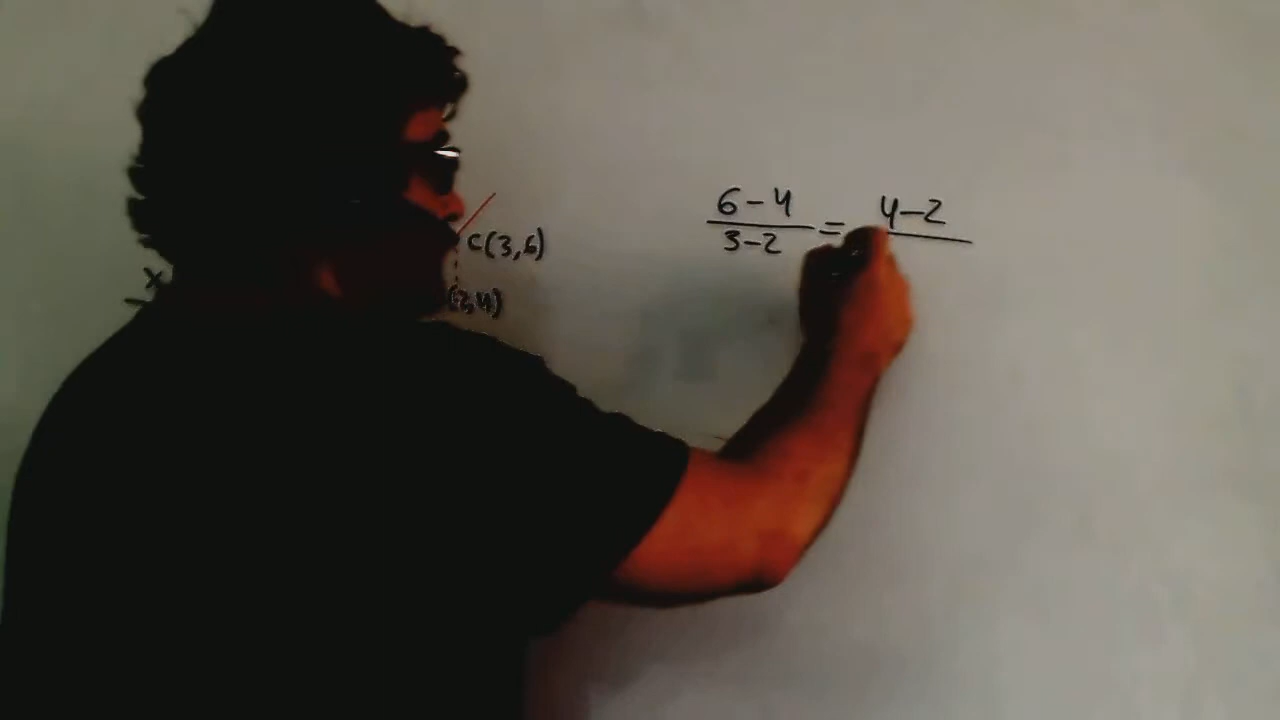 6-4 = 4-2
3-2
C(3,6)
(2,4)
x